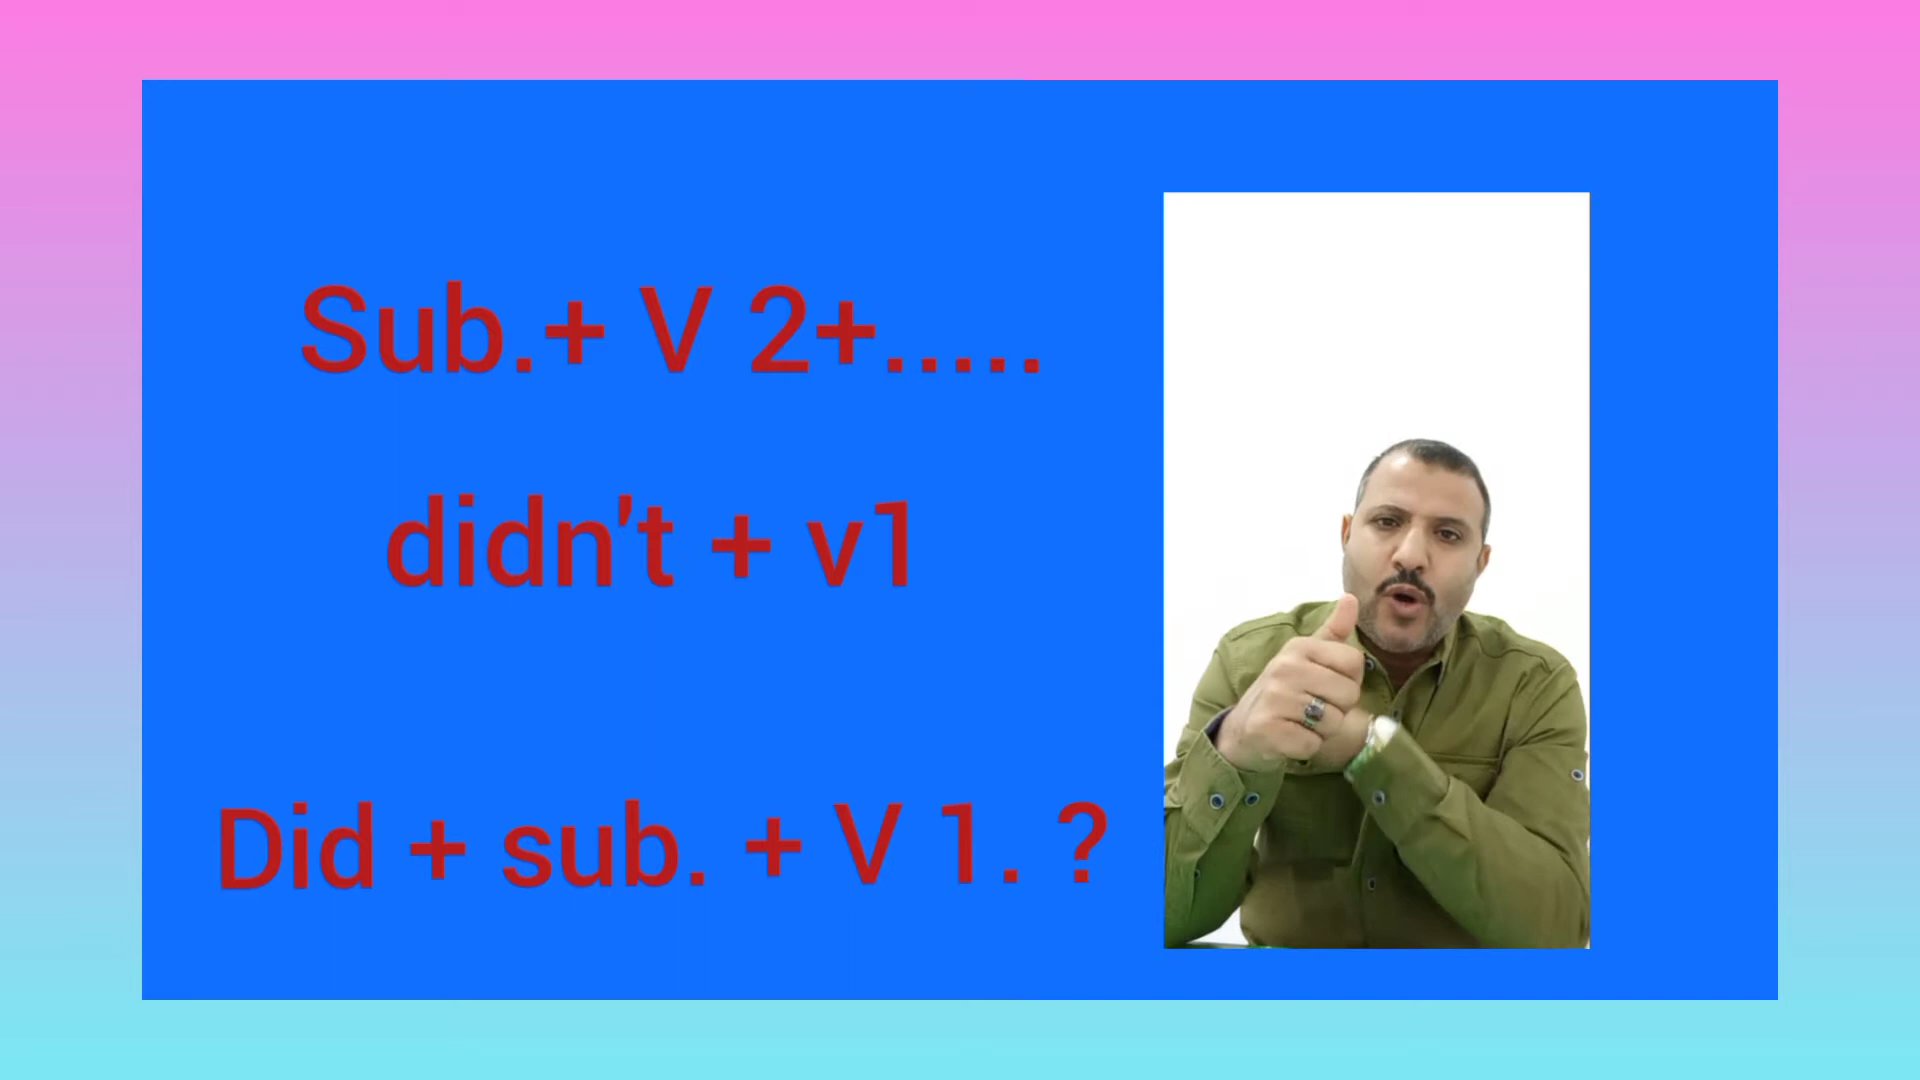 Sub.+ V 2+.....
didn't + v1
Did + sub. + V 1. ?